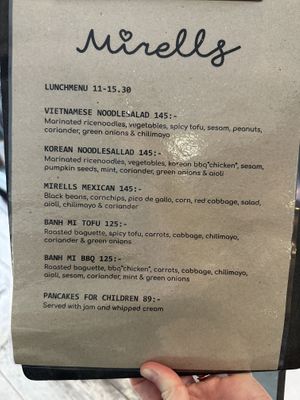 Mirells
LUNCHMENU 11-15.30
VIETNAMESE NOODLESALAD 145:-
Marinated ricenoodles, vegetables, spicy tofu, sesam, peanuts,
coriander, green onions & chilimayo
KOREAN NOODLESALLAD 145:-
Marinated ricenoodles, vegetables, korean bbq"chicken", sesam,
pumpkin seeds, mint, coriander, green onions & aioli
MIRELLS MEXICAN 145:-
Black beans, cornchips, pico de gallo, corn, red cabbage, salad,
aioli, chilimayo & coriander
BANH MI TOFU 125:-
Roasted baguette, spicy tofu, carrots, cabbage, chilimayo,
coriander & green onions
BANH MI BBQ 125:-
Roasted baguette, bbq"chicken", carrots, cabbage, chilimayo,
aioli, sesom, coriander, mint & green onions
PANCAKES FOR CHILDREN 89:-
Served with jam and whipped cream